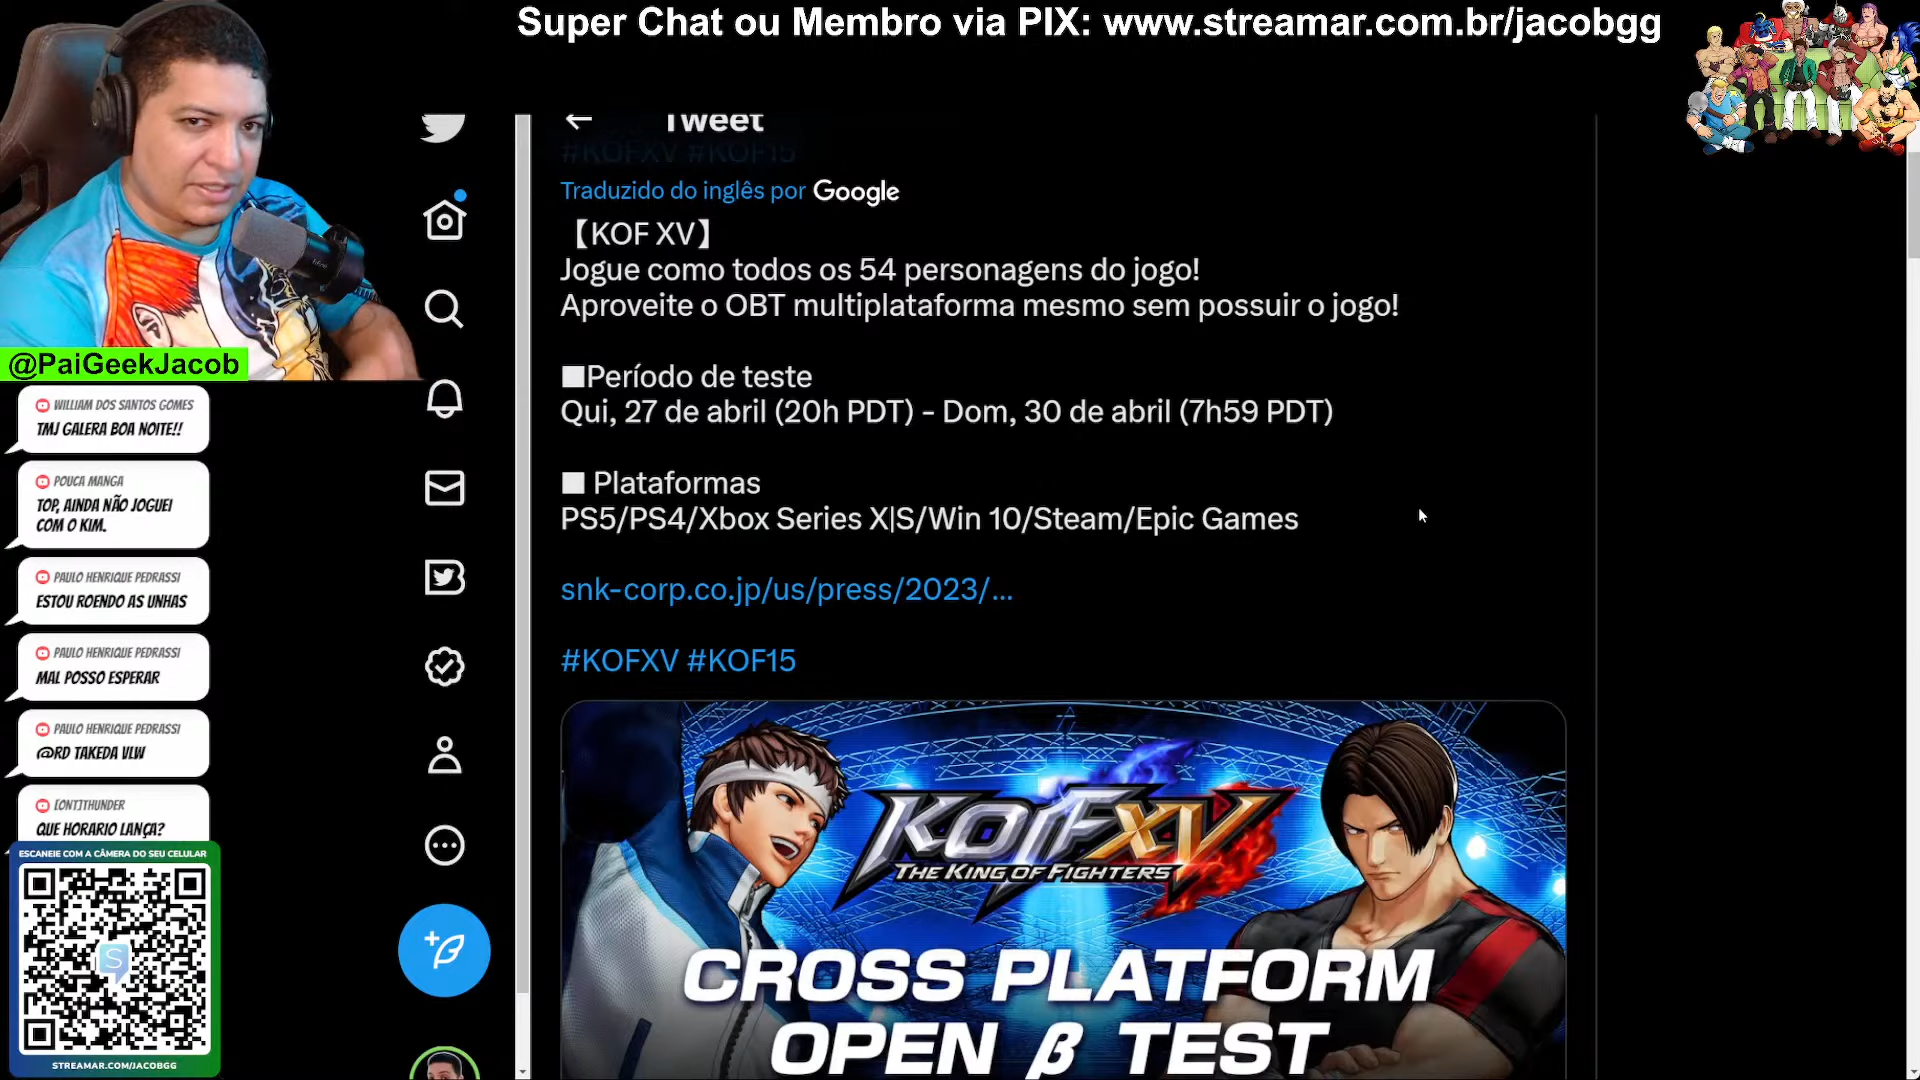 Super Chat ou Membro via PIX: www.streamar.com.br/jacobgg
Tweet
#KOFXV #KOF15
Traduzido do inglês por Google
【KOF XV】
Jogue como todos os 54 personagens do jogo!
Aproveite o OBT multiplataforma mesmo sem possuir o jogo!
■Período de teste
Qui, 27 de abril (20h PDT) - Dom, 30 de abril (7h59 PDT)
■ Plataformas
PS5/PS4/Xbox Series X|S/Win 10/Steam/Epic Games
snk-corp.co.jp/us/press/2023/...
#KOFXV #KOF15
KOF XV
THE KING OF FIGHTERS
CROSS PLATFORM
OPEN β TEST
@PaiGeekJacob
WILLIAM DOS SANTOS GOMES
TMJ GALERA BOA NOITE!!
POUCA MANGA
TOP, AINDA NÃO JOGUEI
COM O KIM.
PAULO HENRIQUE PEDRASSI
ESTOU ROENDO AS UNHAS
PAULO HENRIQUE PEDRASSI
MAL POSSO ESPERAR
PAULO HENRIQUE PEDRASSI
@RD TAKEDA VLW
[ONT]THUNDER
QUE HORARIO LANÇA?
ESCANEIE COM A CÂMERA DO SEU CELULAR
S
STREAMAR.COM/JACOBGG